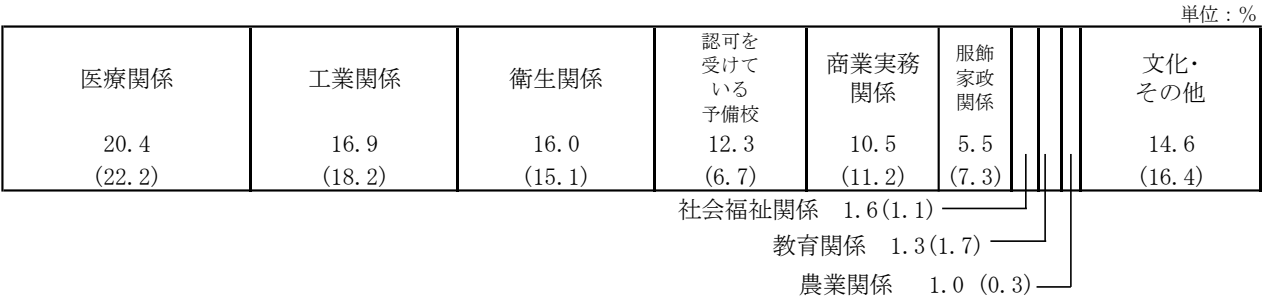 単位：％
医療関係
20.4
(22.2)
工業関係
16.9
(18.2)
衛生関係
16.0
(15.1)
認可を
受けて
いる
予備校
12.3
(6.7)
商業実務
関係
10.5
(11.2)
服飾
家政
関係
5.5
(7.3)
文化・
その他
14.6
(16.4)
社会福祉関係 1.6(1.1)
教育関係 1.3(1.7)
農業関係 1.0 (0.3)